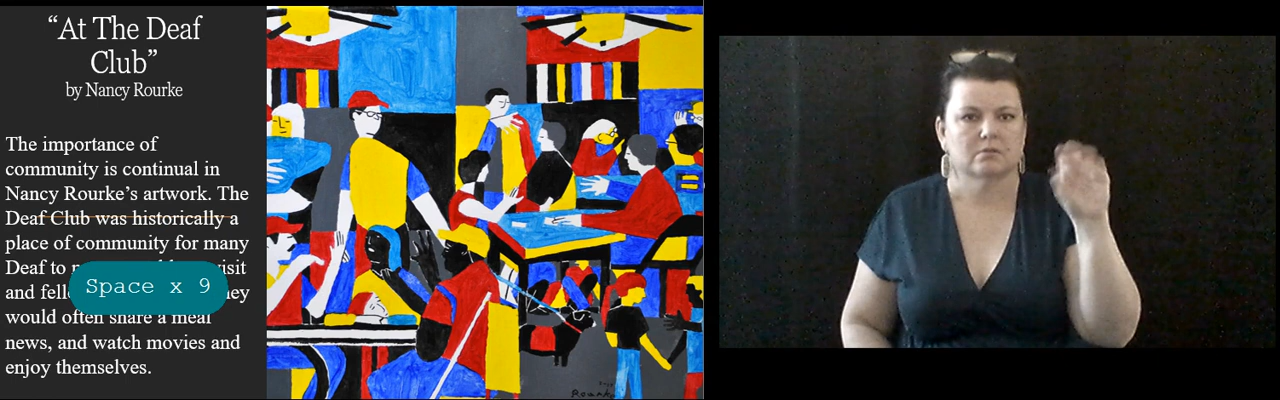 “At The Deaf
Club”
by Nancy Rourke
The importance of
community is continual in
Nancy Rourke’s artwork. The
Deaf Club was historically a
place of community for many
Deaf to visit
and
would often share a meal
news, and watch movies and
enjoy themselves.
Space x 9
Rourke